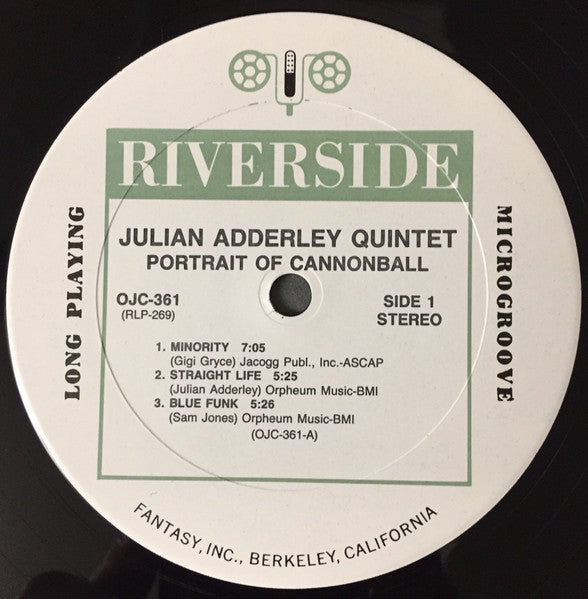 RIVERSIDE
JULIAN ADDERLEY QUINTET
PORTRAIT OF CANNONBALL
OJC-361 SIDE 1
(RLP-269) STEREO
1. MINORITY 7:05
(Gigi Gryce) Jacogg Publ., Inc.-ASCAP
2. STRAIGHT LIFE 5:25
(Julian Adderley) Orpheum Music-BMI
3. BLUE FUNK 5:26
(Sam Jones) Orpheum Music-BMI
(OJC-361-A)
LONG PLAYING
MICROGROOVE
FANTASY, INC., BERKELEY, CALIFORNIA